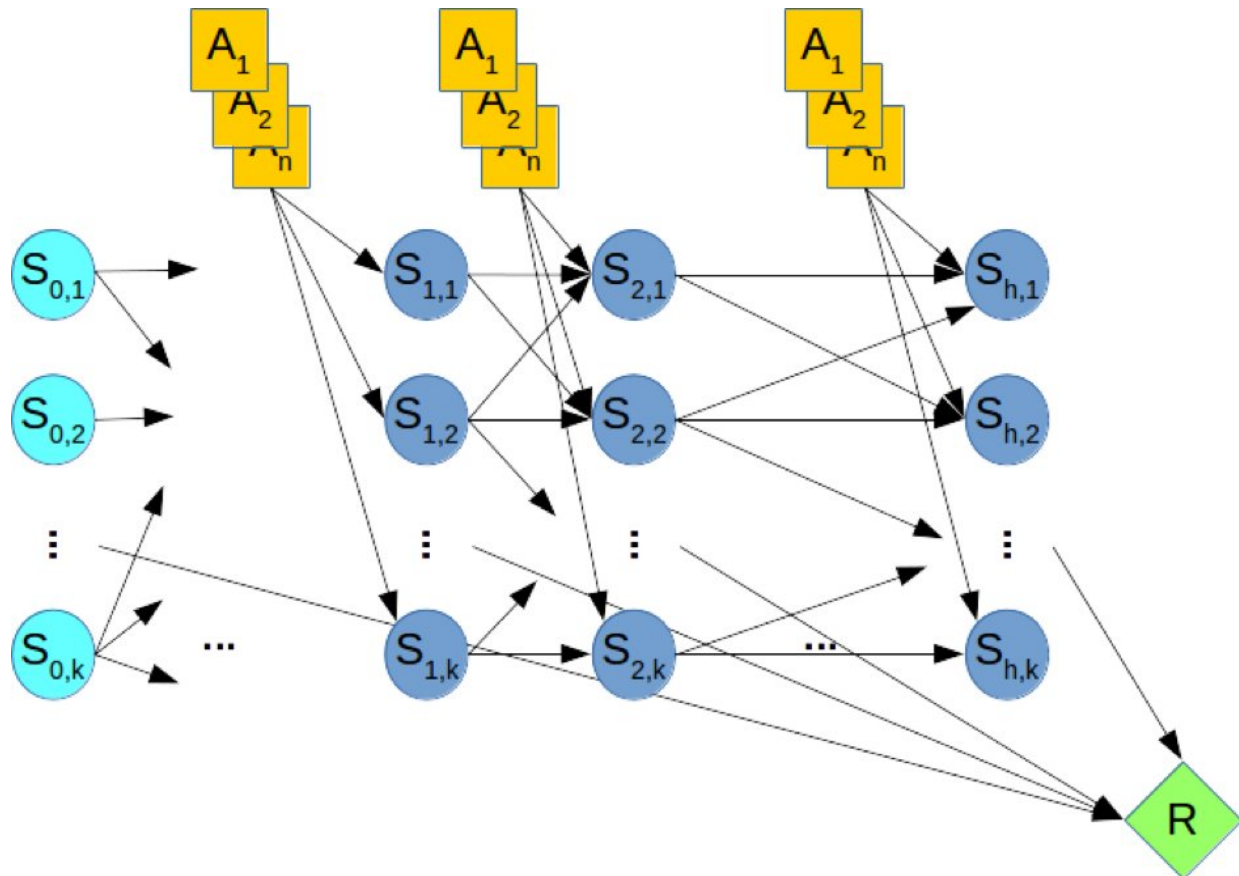 A1 A1 A1
A2 A2 A2
An An An
S0,1 S1,1 S2,1 Sh,1
S0,2 S1,2 S2,2 Sh,2
... ... ... ...
S0,k ... S1,k S2,k ... Sh,k
R